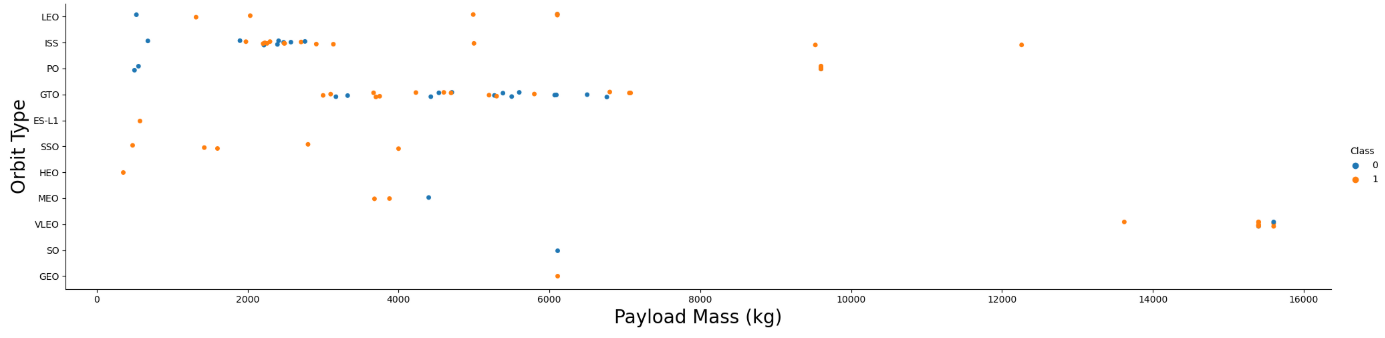 LEO
ISS
PO
GTO
ES-L1
SSO
HEO
MEO
VLEO
SO
GEO
Orbit Type
0 2000 4000 6000 8000 10000 12000 14000 16000
Payload Mass (kg)
Class
0
1